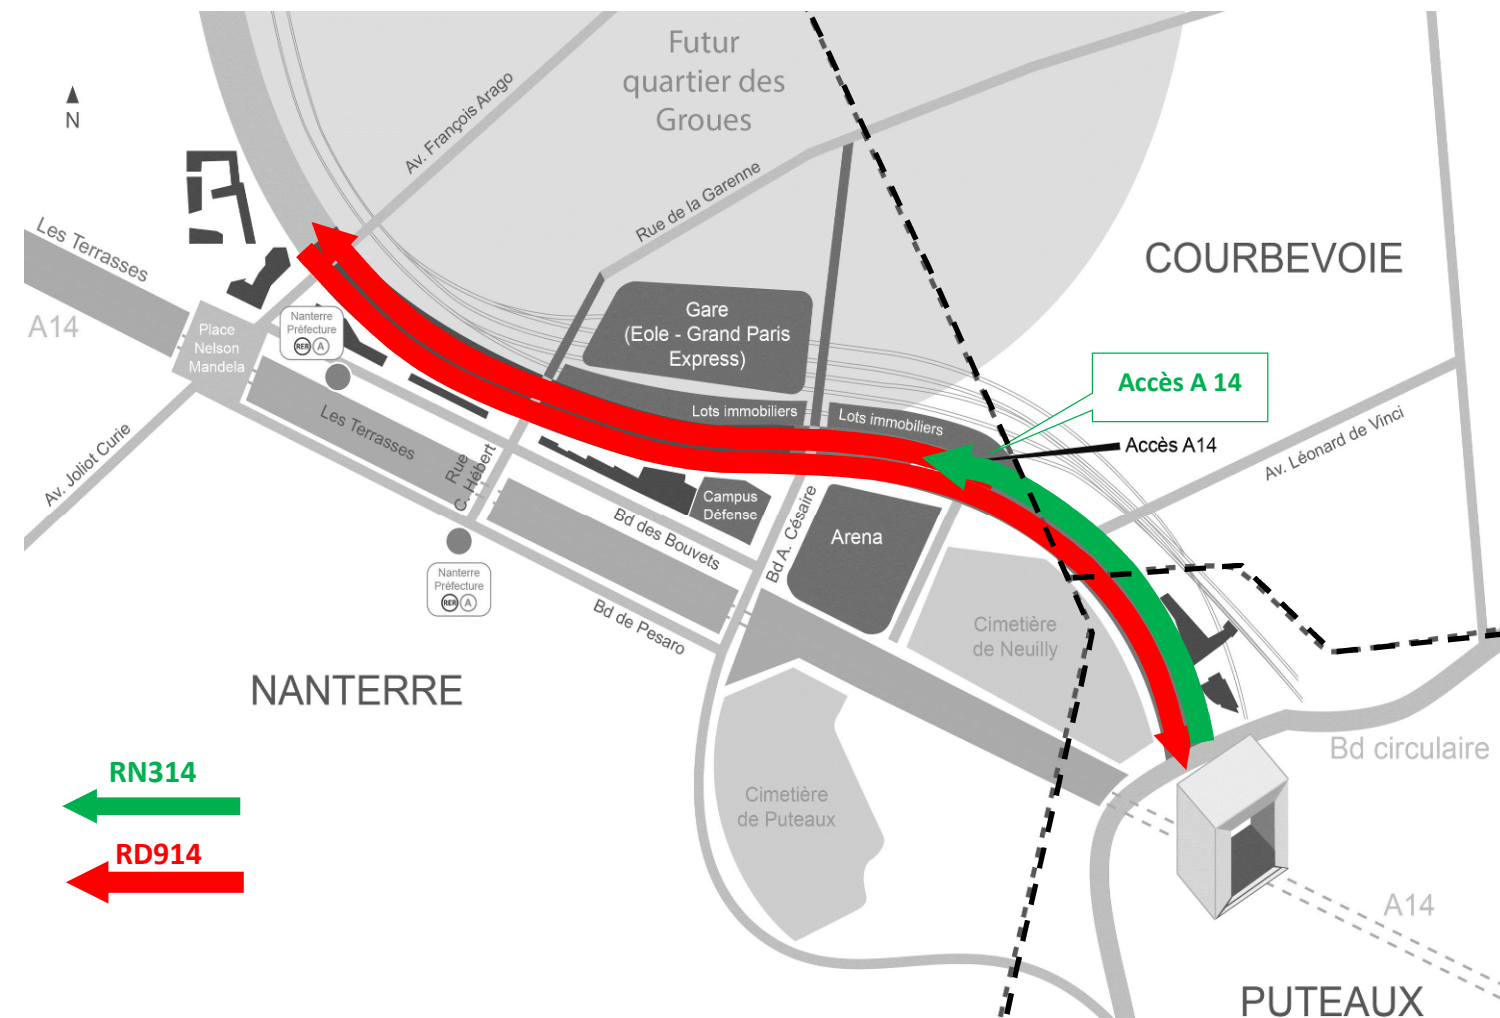 Futur
quartier des
Groues
N
Av. François Arago
Rue de la Garenne
COURBEVOIE
Les Terrasses
A14
Place
Nelson
Mandela
Nanterre
Préfecture
RER A
Gare
(Eole - Grand Paris
Express)
Accès A 14
Lots immobiliers
Lots immobiliers
Accès A14
Av. Léonard de Vinci
Les Terrasses
Av. Joliot Curie
Rue
C. Hébert
Campus
Défense
Bd des Bouvets
Bd A. Césaire
Arena
Nanterre
Préfecture
RER A
Bd de Pesaro
Cimetière
de Neuilly
NANTERRE
Bd circulaire
RN314
Cimetière
de Puteaux
RD914
A14
PUTEAUX